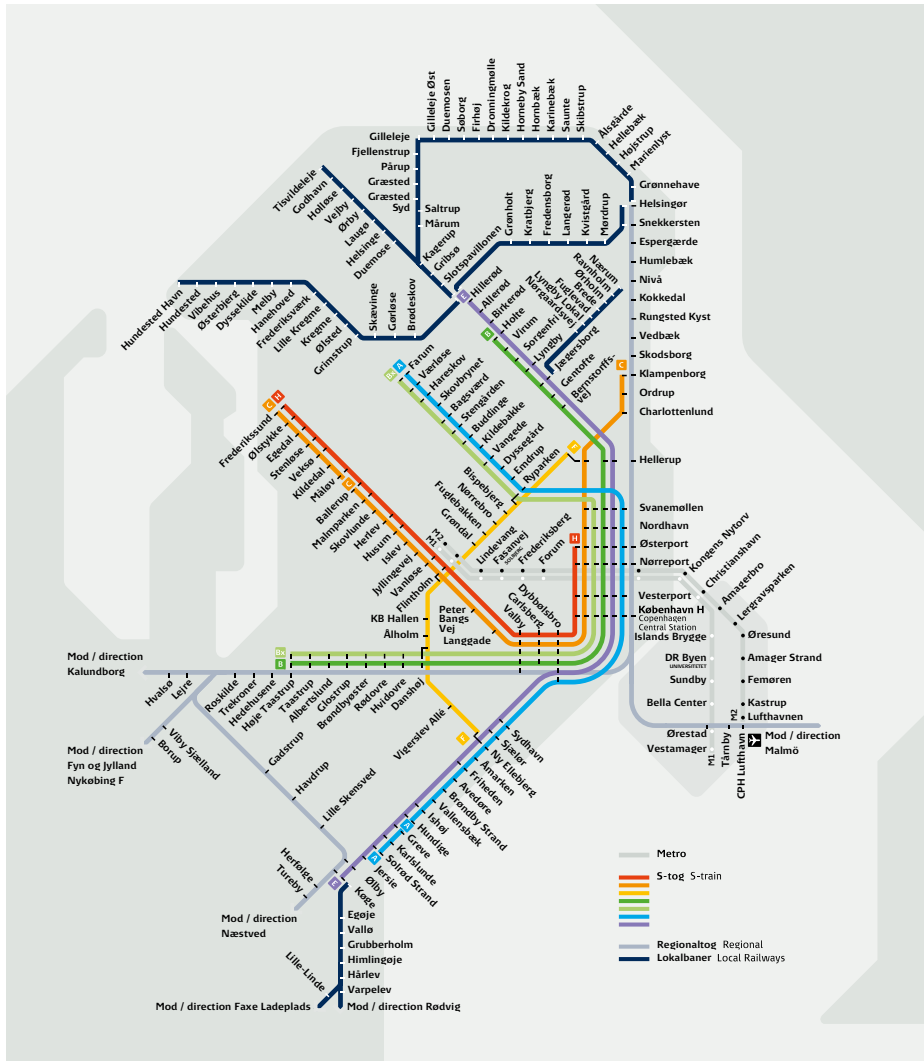 Gilleleje Øst
Duemosen
Søborg
Firhøj
Dronningmølle
Kildekrog
Horneby Sand
Hornbæk
Karinebæk
Saunte
Skibstrup
Ålsgårde
Hellebæk
Højstrup
Marienlyst
Gilleleje
Fjellenstrup
Pårup
Græsted
Græsted
Syd
Saltrup
Mårum
Kagerup
Gribsø
Slotspavillonen
Tisvildeleje
Godhavn
Holløse
Vejby
Ørby
Laugø
Helsinge
Duemose
Grønholt
Kratbjerg
Fredensborg
Langerød
Kvistgård
Mørdrup
Grønnehave
Helsingør
Snekkersten
Espergærde
Humlebæk
Nivå
Kokkedal
Rungsted Kyst
Vedbæk
Skodsborg
Klampenborg
Ordrup
Charlottenlund
Hellerup
Svanemøllen
Nordhavn
Østerport
Nørreport
Vesterport
København H
Copenhagen
Central Station
Hundested Havn
Hundested
Vibehus
Østerbjerg
Dyssekilde
Melby
Hanehoved
Frederiksværk
Lille Kregme
Kregme
Ølsted
Grimstrup
Skævinge
Gørløse
Brødeskov
E
Hillerød
Allerød
Birkerød
B
Holte
Virum
Sorgenfri
Lyngby
Jægersborg
Gentofte
Bernstorffs-
vej
Nærum
Ravnholm
Ørholm
Brede
Fuglevad
Lyngby Lokal
Nørgaardsvej
C
Bx
A
Farum
Værløse
Hareskov
Skovbrynet
Bagsværd
Stengården
Buddinge
Kildebakke
Vangede
Dyssegård
Emdrup
Ryparken
F
Bispebjerg
Nørrebro
Fuglebakken
Grøndal
C
H
Frederikssund
Ølstykke
Egedal
Stenløse
Veksø
Kildedal
Måløv
C
Ballerup
Malmparken
Skovlunde
Herlev
Husum
Islev
Jyllingevej
Vanløse
Flintholm
KB Hallen
Ålholm
Peter
Bangs
Vej
Langgade
M2
M1
Lindevang
Fasanvej
SOLBJERG
Frederiksberg
Forum
H
Dybbølsbro
Carlsberg
Valby
Kongens Nytorv
Christianshavn
Amagerbro
Lergravsparken
Islands Brygge
DR Byen
UNIVERSITETET
Sundby
Bella Center
Ørestad
Vestamager
M1
Øresund
Amager Strand
Femøren
Kastrup
Lufthavnen
M2
Tårnby
CPH Lufthavn
Mod / direction
Malmö
Mod / direction
Kalundborg
Hvalsø
Lejre
Bx
B
Roskilde
Trekroner
Hedehusene
Høje Taastrup
Taastrup
Albertslund
Glostrup
Brøndbyøster
Rødovre
Hvidovre
Danshøj
Vigerslev Allé
F
Viby Sjælland
Borup
Mod / direction
Fyn og Jylland
Nykøbing F
Gadstrup
Havdrup
Lille Skensved
Herfølge
Tureby
Mod / direction
Næstved
Sydhavn
Sjælør
Ny Ellebjerg
Åmarken
Friheden
Avedøre
Brøndby Strand
Vallensbæk
Ishøj
A
Hundige
Greve
Karlslunde
Solrød Strand
A
Jersie
Ølby
Køge
E
Egøje
Vallø
Grubberholm
Himlingøje
Hårlev
Varpelev
Lille-Linde
Mod / direction Faxe Ladeplads
Mod / direction Rødvig
Metro
S-tog S-train
Regionaltog Regional
Lokalbaner Local Railways